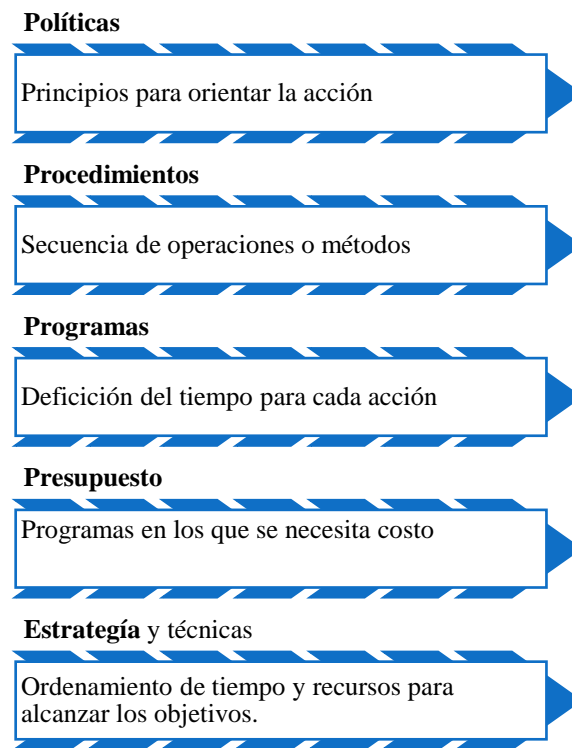 Políticas
Principios para orientar la acción
Procedimientos
Secuencia de operaciones o métodos
Programas
Deficición del tiempo para cada acción
Presupuesto
Programas en los que se necesita costo
Estrategía y técnicas
Ordenamiento de tiempo y recursos para
alcanzar los objetivos.